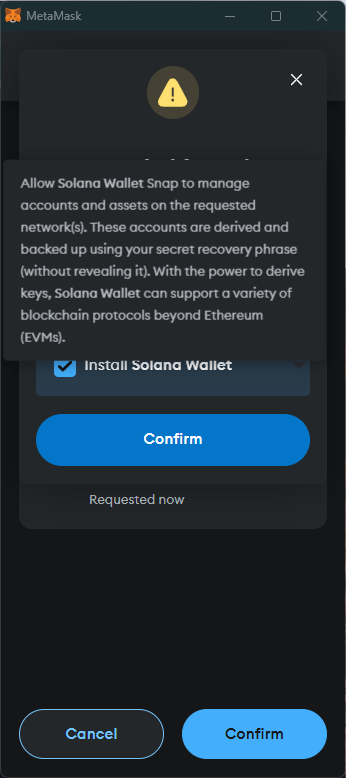 MetaMask
Allow Solana Wallet Snap to manage
accounts and assets on the requested
network(s). These accounts are derived and
backed up using your secret recovery phrase
(without revealing it). With the power to derive
keys, Solana Wallet can support a variety of
blockchain protocols beyond Ethereum
(EVMs).
Install Solana Wallet
Confirm
Requested now
Cancel
Confirm